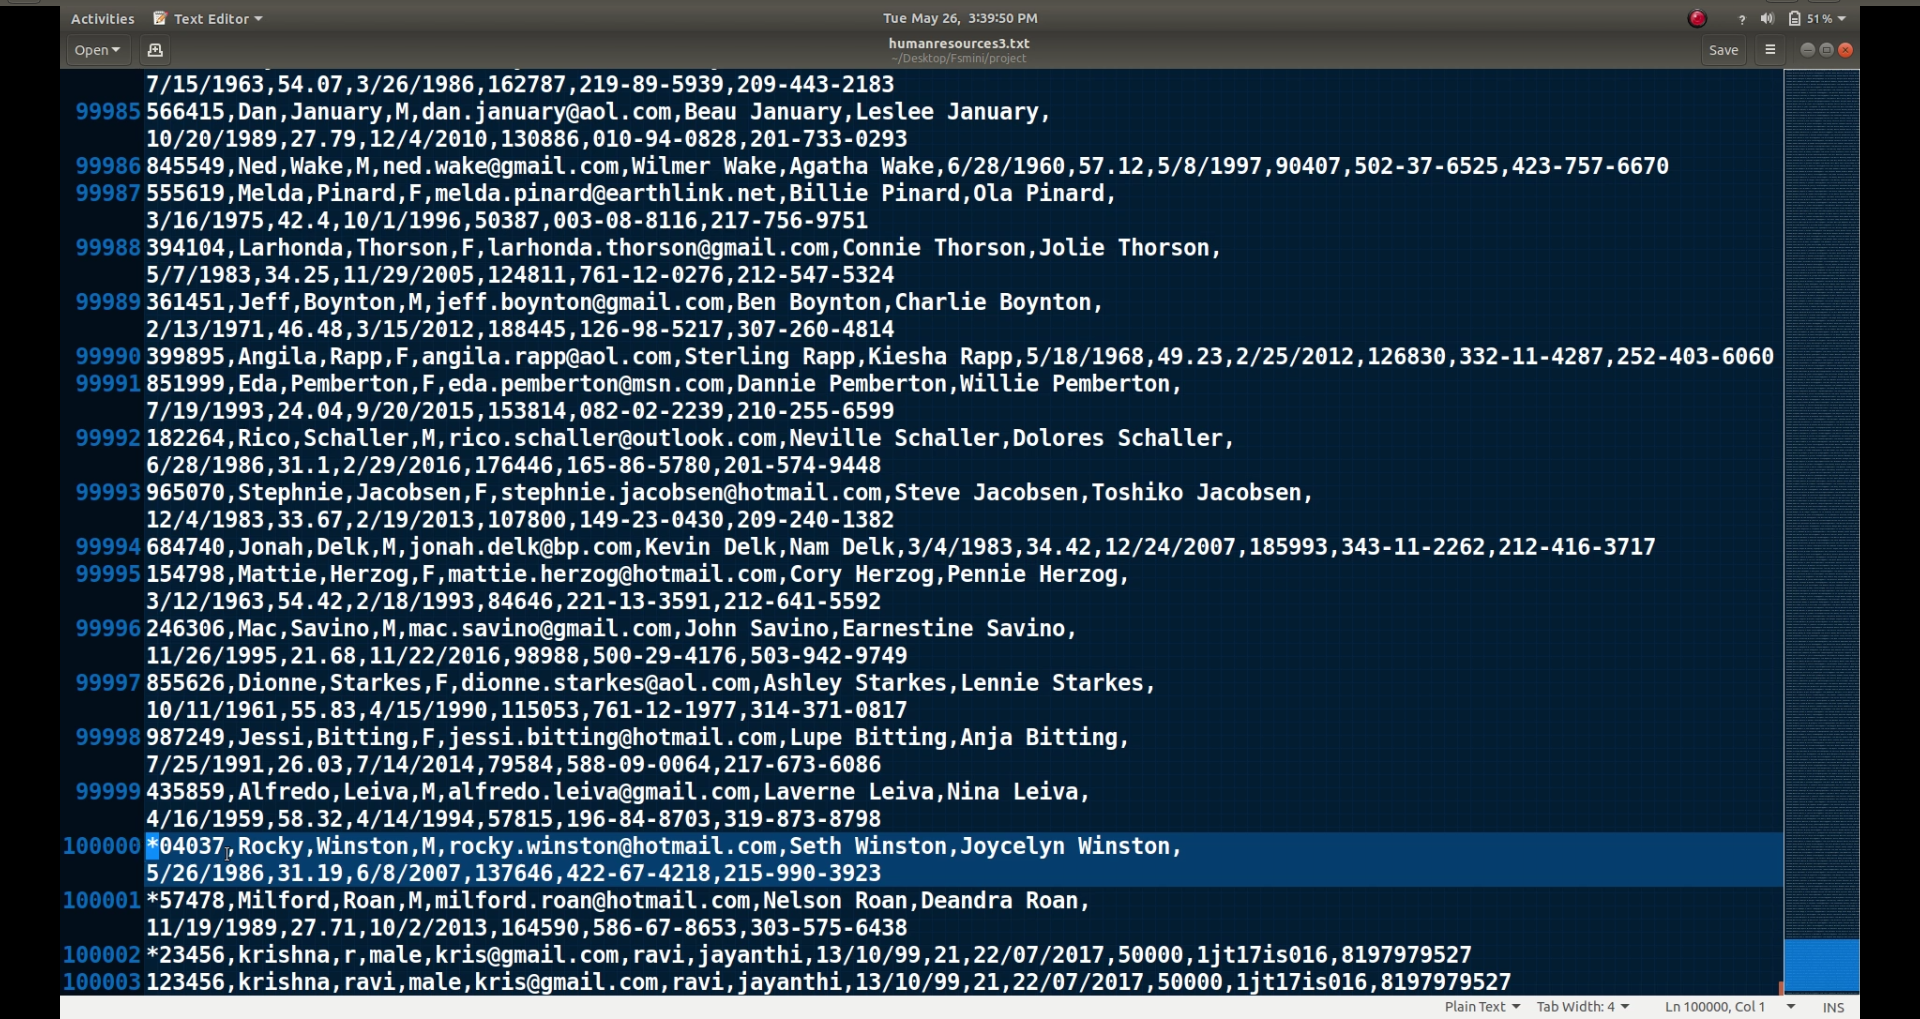 Activities Text Editor Tue May 26, 3:39:50 PM ? 51 %
Open humanresources3.txt Save
~/Desktop/Fsmini/project
7/15/1963,54.07,3/26/1986,162787,219-89-5939,209-443-2183
99985 566415,Dan,January,M,dan.january@aol.com,Beau January,Leslee January,
10/20/1989,27.79,12/4/2010,130886,010-94-0828,201-733-0293
99986 845549,Ned,Wake,M,ned.wake@gmail.com,Wilmer Wake,Agatha Wake,6/28/1960,57.12,5/8/1997,90407,502-37-6525,423-757-6670
99987 555619,Melda,Pinard,F,melda.pinard@earthlink.net,Billie Pinard,Ola Pinard,
3/16/1975,42.4,10/1/1996,50387,003-08-8116,217-756-9751
99988 394104,Larhonda,Thorson,F,larhonda.thorson@gmail.com,Connie Thorson,Jolie Thorson,
5/7/1983,34.25,11/29/2005,124811,761-12-0276,212-547-5324
99989 361451,Jeff,Boynton,M,jeff.boynton@gmail.com,Ben Boynton,Charlie Boynton,
2/13/1971,46.48,3/15/2012,188445,126-98-5217,307-260-4814
99990 399895,Angila,Rapp,F,angila.rapp@aol.com,Sterling Rapp,Kiesha Rapp,5/18/1968,49.23,2/25/2012,126830,332-11-4287,252-403-6060
99991 851999,Eda,Pemberton,F,eda.pemberton@msn.com,Dannie Pemberton,Willie Pemberton,
7/19/1993,24.04,9/20/2015,153814,082-02-2239,210-255-6599
99992 182264,Rico,Schaller,M,rico.schaller@outlook.com,Neville Schaller,Dolores Schaller,
6/28/1986,31.1,2/29/2016,176446,165-86-5780,201-574-9448
99993 965070,Stephnie,Jacobsen,F,stephnie.jacobsen@hotmail.com,Steve Jacobsen,Toshiko Jacobsen,
12/4/1983,33.67,2/19/2013,107800,149-23-0430,209-240-1382
99994 684740,Jonah,Delk,M,jonah.delk@bp.com,Kevin Delk,Nam Delk,3/4/1983,34.42,12/24/2007,185993,343-11-2262,212-416-3717
99995 154798,Mattie,Herzog,F,mattie.herzog@hotmail.com,Cory Herzog,Pennie Herzog,
3/12/1963,54.42,2/18/1993,84646,221-13-3591,212-641-5592
99996 246306,Mac,Savino,M,mac.savino@gmail.com,John Savino,Earnestine Savino,
11/26/1995,21.68,11/22/2016,98988,500-29-4176,503-942-9749
99997 855626,Dionne,Starkes,F,dionne.starkes@aol.com,Ashley Starkes,Lennie Starkes,
10/11/1961,55.83,4/15/1990,115053,761-12-1977,314-371-0817
99998 987249,Jessi,Bitting,F,jessi.bitting@hotmail.com,Lupe Bitting,Anja Bitting,
7/25/1991,26.03,7/14/2014,79584,588-09-0064,217-673-6086
99999 435859,Alfredo,Leiva,M,alfredo.leiva@gmail.com,Laverne Leiva,Nina Leiva,
4/16/1959,58.32,4/14/1994,57815,196-84-8703,319-873-8798
100000 *04037,Rocky,Winston,M,rocky.winston@hotmail.com,Seth Winston,Joycelyn Winston,
5/26/1986,31.19,6/8/2007,137646,422-67-4218,215-990-3923
100001 *57478,Milford,Roan,M,milford.roan@hotmail.com,Nelson Roan,Deandra Roan,
11/19/1989,27.71,10/2/2013,164590,586-67-8653,303-575-6438
100002 *23456,krishna,r,male,kris@gmail.com,ravi,jayanthi,13/10/99,21,22/07/2017,50000,1jt17is016,8197979527
100003 123456,krishna,ravi,male,kris@gmail.com,ravi,jayanthi,13/10/99,21,22/07/2017,50000,1jt17is016,8197979527
Plain Text Tab Width: 4 Ln 100000, Col 1 INS